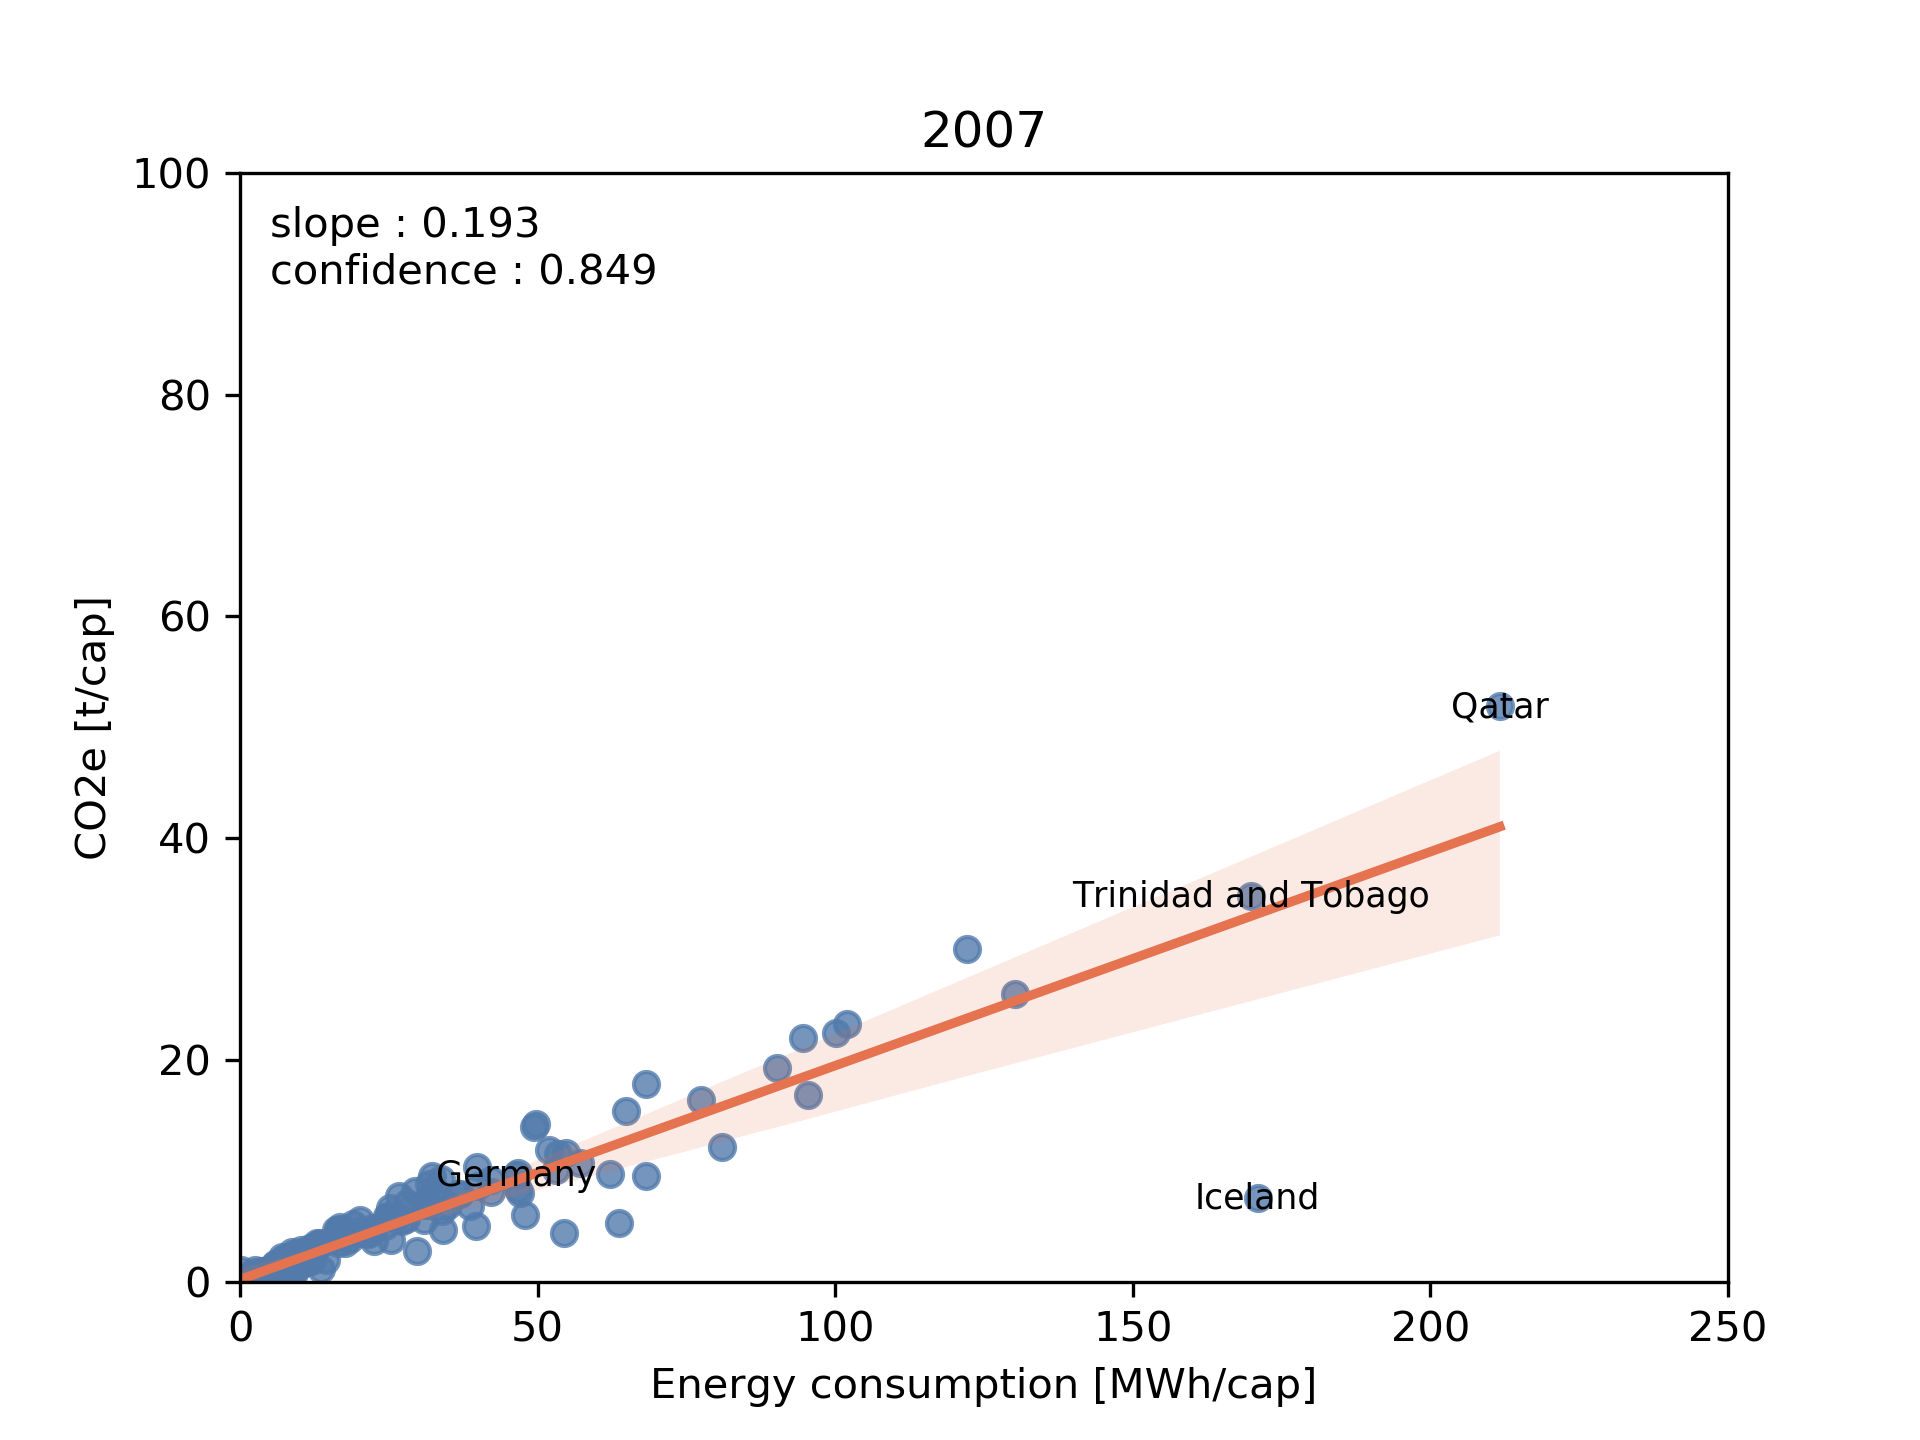 2007
slope : 0.193
confidence : 0.849
100
80
60
40
20
0
CO2e [t/cap]
Qatar
Trinidad and Tobago
Germany
Iceland
0 50 100 150 200 250
Energy consumption [MWh/cap]